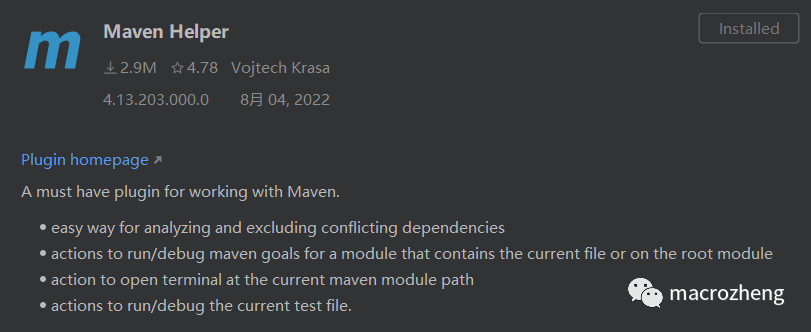 m
Maven Helper
Installed
2.9M 4.78 Vojtech Krasa
4.13.203.000.0 8月 04, 2022
Plugin homepage
A must have plugin for working with Maven.
• easy way for analyzing and excluding conflicting dependencies
• actions to run/debug maven goals for a module that contains the current file or on the root module
• action to open terminal at the current maven module path
• actions to run/debug the current test file.
macrozheng